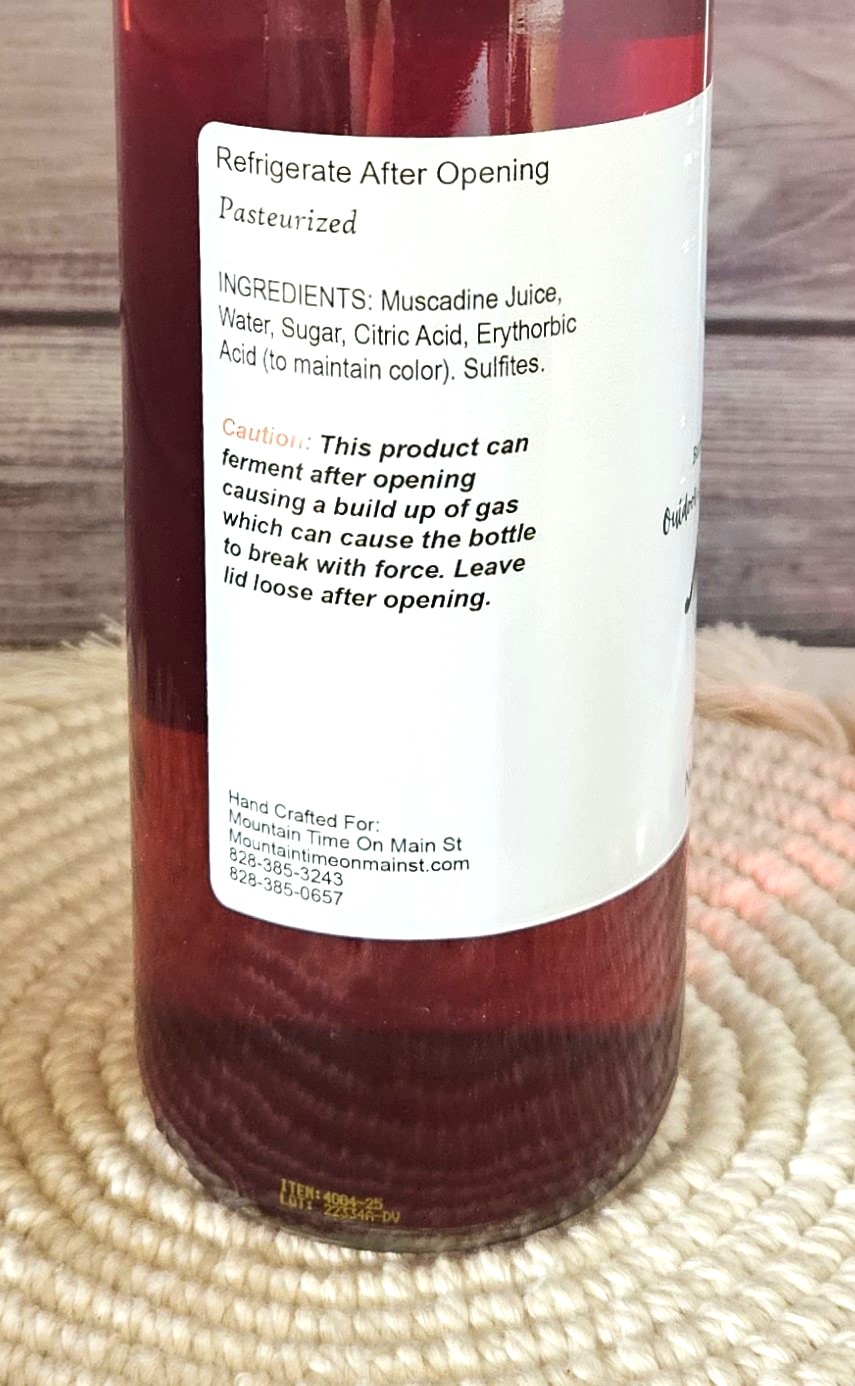 Refrigerate After Opening
Pasteurized
INGREDIENTS: Muscadine Juice,
Water, Sugar, Citric Acid, Erythorbic
Acid (to maintain color). Sulfites.
Caution: This product can
ferment after opening
causing a build up of gas
which can cause the bottle
to break with force. Leave
lid loose after opening.
Hand Crafted For:
Mountain Time On Main St
Mountaintimeonmainst.com
828-385-3243
828-385-0657
ITEM:4004-25
LOT: 22334A-DV